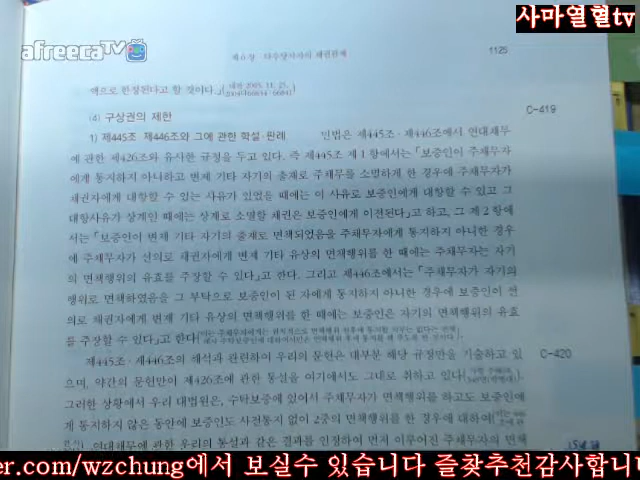 사마열혈tv
afreecaTV
제6장 다수당사자의 채권관계 1125
액으로 한정된다고 할 것이다.」
(4) 구상권의 제한
C-419
1) 제445조·제446조와 그에 관한 학설·판례 민법은 제445조·제446조에서 연대채무
에 관한 제426조와 유사한 규정을 두고 있다. 즉 제445조 제1항에서는 「보증인이 주채무자
에게 통지하지 아니하고 변제 기타 자기의 출재로 주채무를 소멸하게 한 경우에 주채무자가
채권자에게 대항할 수 있는 사유가 있었을 때에는 이 사유로 보증인에게 대항할 수 있고 그
대항사유가 상계인 때에는 상계로 소멸할 채권은 보증인에게 이전된다」고 하고, 그 제2항에
서는 「보증인이 변제 기타 자기의 출재로 면책되었음을 주채무자에게 통지하지 아니한 경우
에 주채무자가 선의로 채권자에게 변제 기타 유상의 면책행위를 한 때에는 주채무자는 자기
의 면책행위의 유효를 주장할 수 있다」고 한다. 그리고 제446조에서는 「주채무자가 자기의
행위로 면책하였음을 그 부탁으로 보증인이 된 자에게 통지하지 아니한 경우에 보증인이 선
의로 채권자에게 변제 기타 유상의 면책행위를 한 때에는 보증인은 자기의 면책행위의 유효
를 주장할 수 있다」고 한다
제445조·제446조의 해석과 관련하여 우리의 문헌은 대부분 해당 규정만을 기술하고 있
C-420
으며, 약간의 문헌만이 제426조에 관한 통설을 여기에서도 그대로 취하고 있다
그러한 상황에서 우리 대법원은, 수탁보증에 있어서 주채무자가 면책행위를 하고도 보증인에
게 통지하지 않은 동안에 보증인도 사전통지 없이 2중의 면책행위를 한 경우에 대하여
연대채무에 관한 우리의 통설과 같은 결과를 인정하여 먼저 이루어진 주채무자의 면책
er.com/wzchung에서 보실수 있습니다 즐찾추천감사합니다